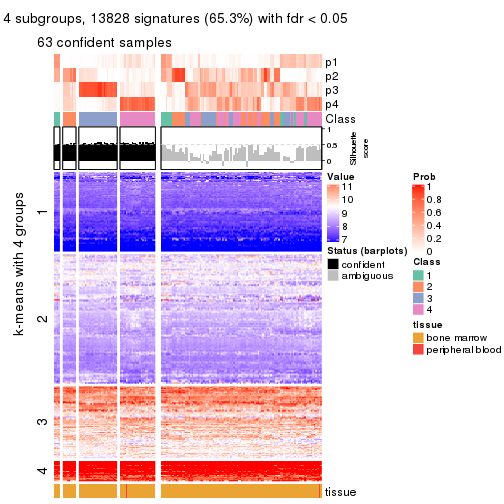 4 subgroups, 13828 signatures (65.3%) with fdr < 0.05
63 confident samples
p1
p2
p3
p4
Class
1
0.5
0
Silhouette
score
k-means with 4 groups
1
2
3
4
tissue
Value
11
10
9
8
7
Status (barplots)
confident
ambiguous
Prob
1
0.8
0.6
0.4
0.2
0
Class
1
2
3
4
tissue
bone marrow
peripheral blood